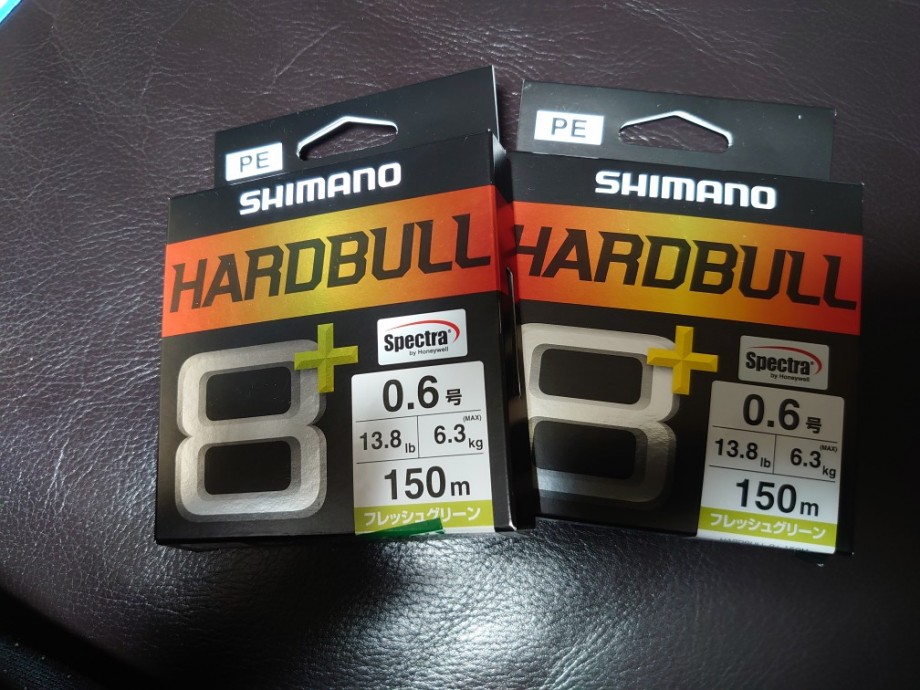 PE
SHIMANO
HARDBULL
8+
Spectra®
by Honeywell
0.6号
13.8lb
(MAX)
6.3kg
150m
フレッシュグリーン
PE
SHIMANO
HARDBULL
8+
Spectra®
by Honeywell
0.6号
13.8lb
(MAX)
6.3kg
150m
フレッシュグリーン